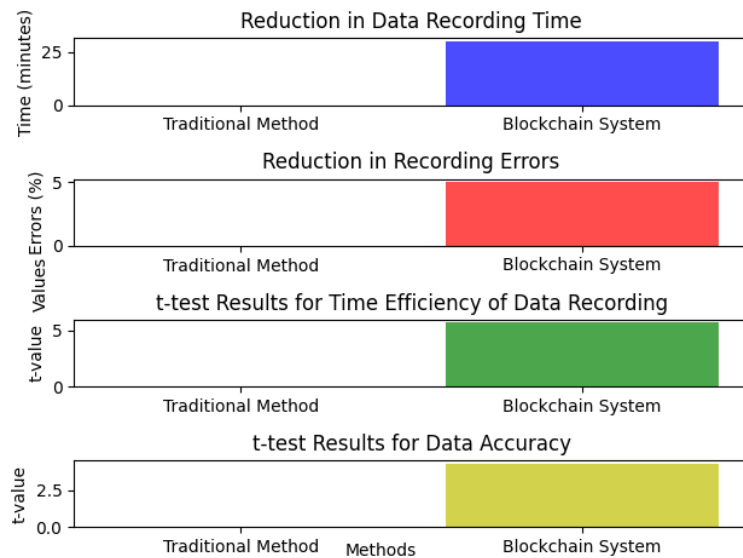 Reduction in Data Recording Time
Time (minutes)
25
0
Traditional Method
Blockchain System
Reduction in Recording Errors
Errors (%)
5
0
Traditional Method
Blockchain System
Values
t-test Results for Time Efficiency of Data Recording
t-value
5
0
Traditional Method
Blockchain System
t-test Results for Data Accuracy
t-value
2.5
0.0
Traditional Method
Blockchain System
Methods